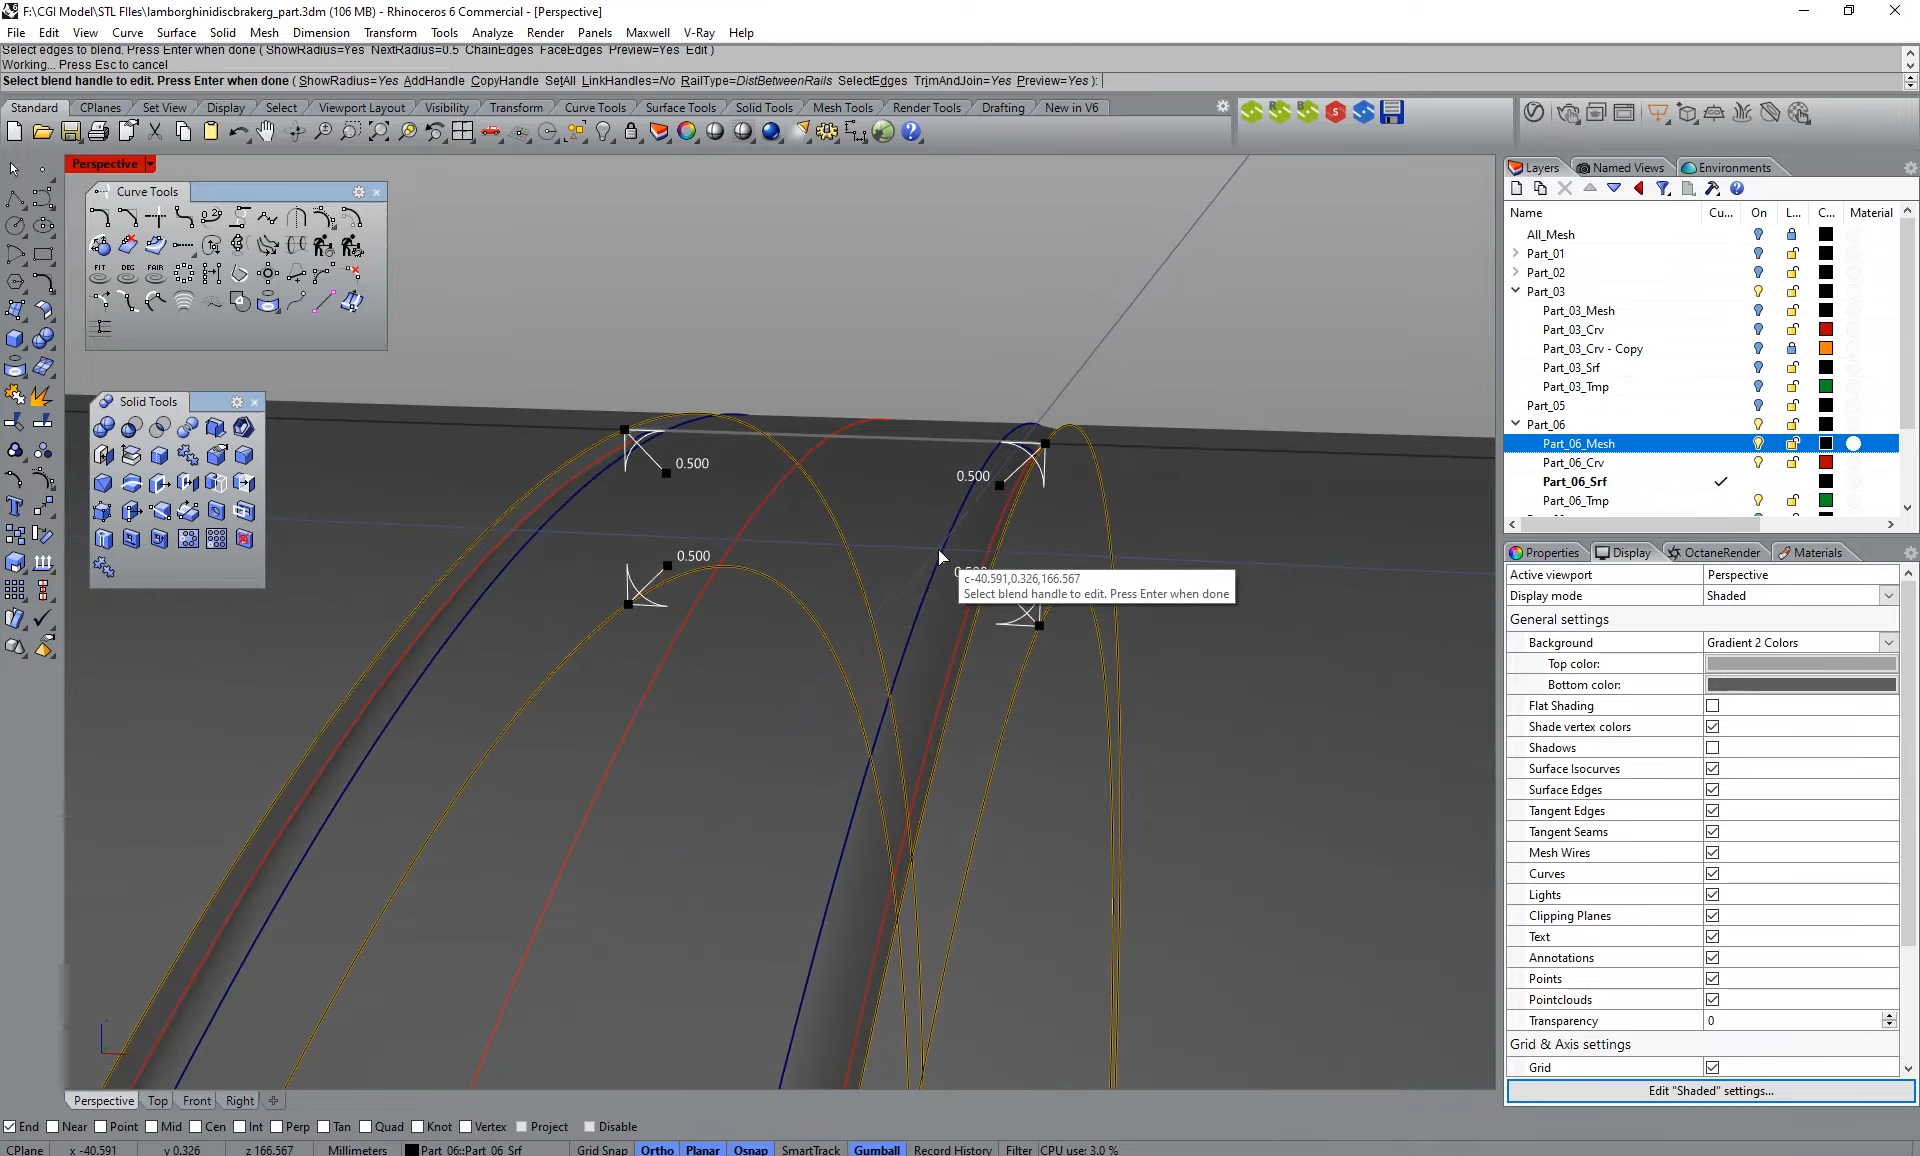 F:\CGI Model\STL FIles\lamborghinidiscbrakerg_part.3dm (106 MB) - Rhinoceros 6 Commercial - [Perspective]
File Edit View Curve Surface Solid Mesh Dimension Transform Tools Analyze Render Panels Maxwell V-Ray Help
Select edges to blend. Press Enter when done ( ShowRadius=Yes NextRadius=0.5 ChainEdges FaceEdges Preview=Yes Edit )
Working... Press Esc to cancel
Select blend handle to edit. Press Enter when done ( ShowRadius=Yes AddHandle CopyHandle SetAll LinkHandles=No RailType=DistBetweenRails SelectEdges TrimAndJoin=Yes Preview=Yes ):
Standard CPlanes Set View Display Select Viewport Layout Visibility Transform Curve Tools Surface Tools Solid Tools Mesh Tools Render Tools Drafting New in V6
Perspective
Curve Tools
FIT DEG FAIR
Solid Tools
0.500
0.500
0.500
c-40.591,0.326,166.567
Select blend handle to edit. Press Enter when done
Layers Named Views Environments
Name Cu... On L... C... Material
All_Mesh
Part_01
Part_02
Part_03
Part_03_Mesh
Part_03_Crv
Part_03_Crv - Copy
Part_03_Srf
Part_03_Tmp
Part_05
Part_06
Part_06_Mesh
Part_06_Crv
Part_06_Srf
Part_06_Tmp
Properties Display OctaneRender Materials
Active viewport Perspective
Display mode Shaded
General settings
Background Gradient 2 Colors
Top color:
Bottom color:
Flat Shading
Shade vertex colors
Shadows
Surface Isocurves
Surface Edges
Tangent Edges
Tangent Seams
Mesh Wires
Curves
Lights
Clipping Planes
Text
Annotations
Points
Pointclouds
Transparency 0
Grid & Axis settings
Grid
Edit "Shaded" settings...
Perspective Top Front Right
End Near Point Mid Cen Int Perp Tan Quad Knot Vertex Project Disable
CPlane x -40.591 y 0.326 z 166.567 Millimeters Part_06::Part_06_Srf Grid Snap Ortho Planar Osnap SmartTrack Gumball Record History Filter CPU use: 3.0 %